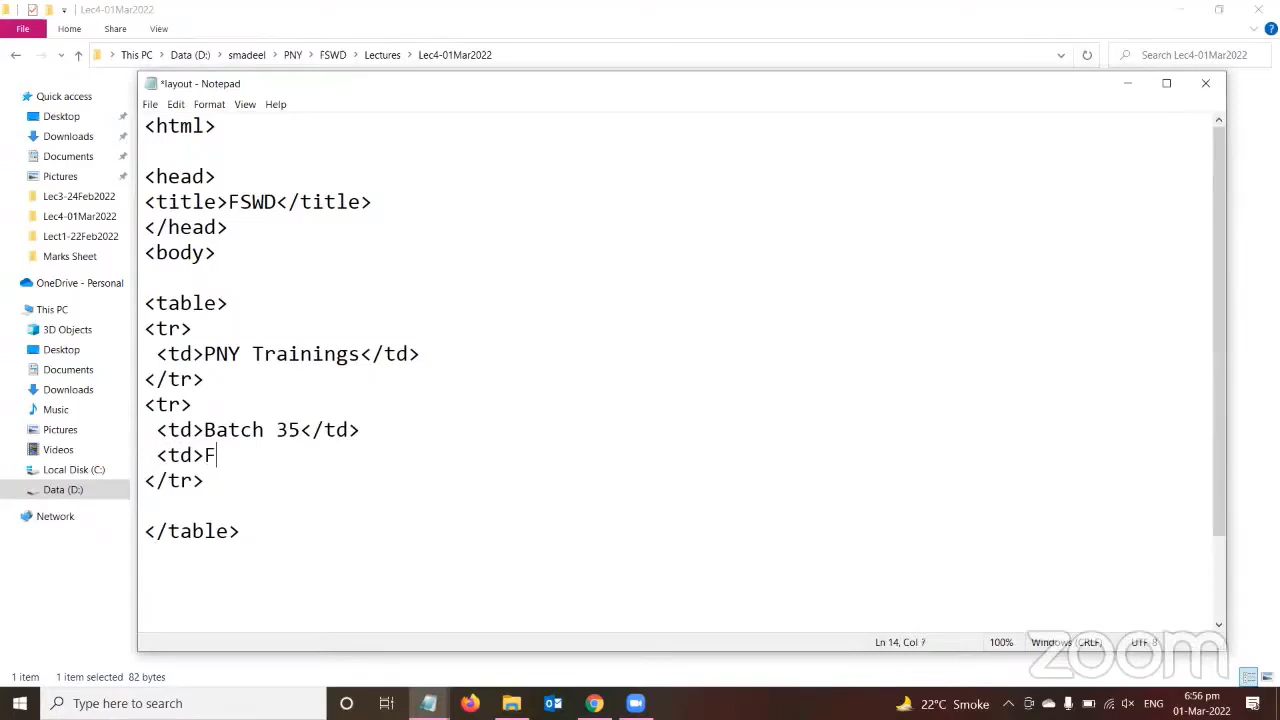 Lec4-01Mar2022
File Home Share View
This PC Data (D:) smadeel PNY FSWD Lectures Lec4-01Mar2022
Search Lec4-01Mar2022
Quick access
Desktop
Downloads
Documents
Pictures
Lec3-24Feb2022
Lec4-01Mar2022
Lect1-22Feb2022
Marks Sheet
OneDrive - Personal
This PC
3D Objects
Desktop
Documents
Downloads
Music
Pictures
Videos
Local Disk (C:)
Data (D:)
Network
*layout - Notepad
File Edit Format View Help
<html>
<head>
<title>FSWD</title>
</head>
<body>
<table>
<tr>
<td>PNY Trainings</td>
</tr>
<tr>
<td>Batch 35</td>
<td>F
</tr>
</table>
Ln 14, Col 7 100% Windows (CRLF) UTF-8
zoom
1 item 1 item selected 82 bytes
Type here to search
22°C Smoke ENG 6:56 pm
01-Mar-2022